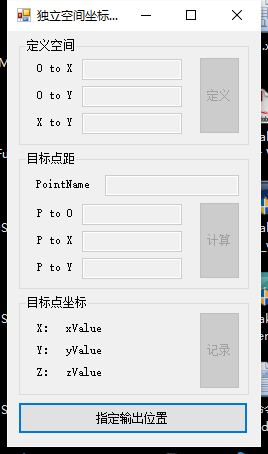 独立空间坐标...
定义空间
O to X
O to Y
定义
X to Y
目标点距
PointName
P to O
P to X
计算
P to Y
目标点坐标
X: xValue
Y: yValue
记录
Z: zValue
指定输出位置